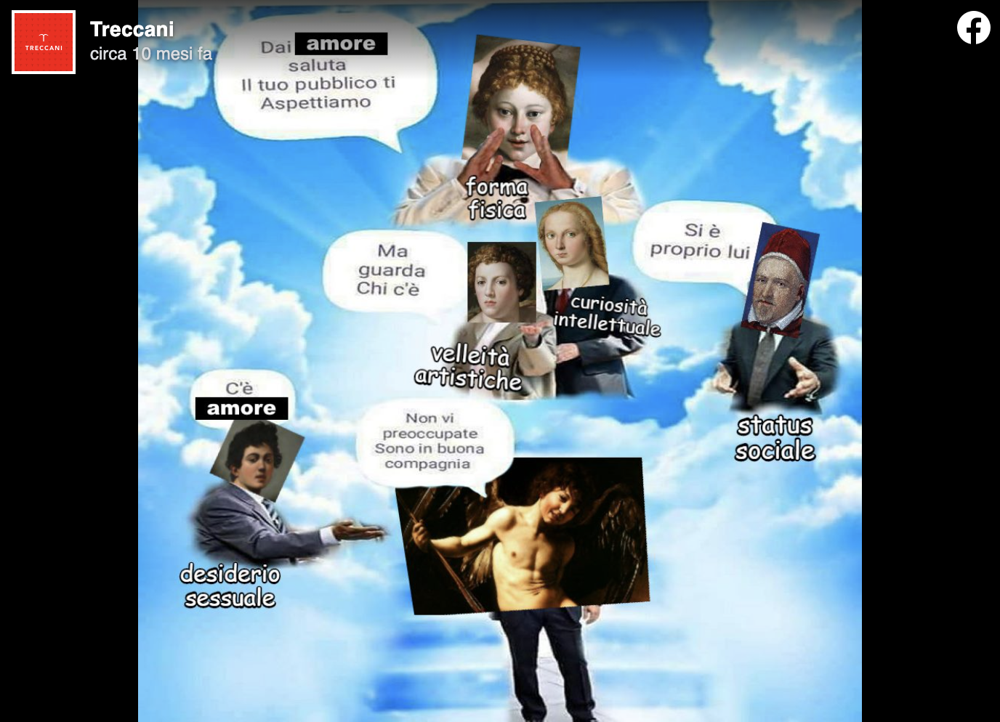 TRECCANI
Treccani
circa 10 mesi fa
Dai amore
saluta
Il tuo pubblico ti
Aspettiamo
forma
fisica
Ma
guarda
Chi c'è
velleità
artistiche
curiosità
intellettuale
Si è
proprio lui
status
sociale
C'è
amore
desiderio
sessuale
Non vi
preoccupate
Sono in buona
compagnia